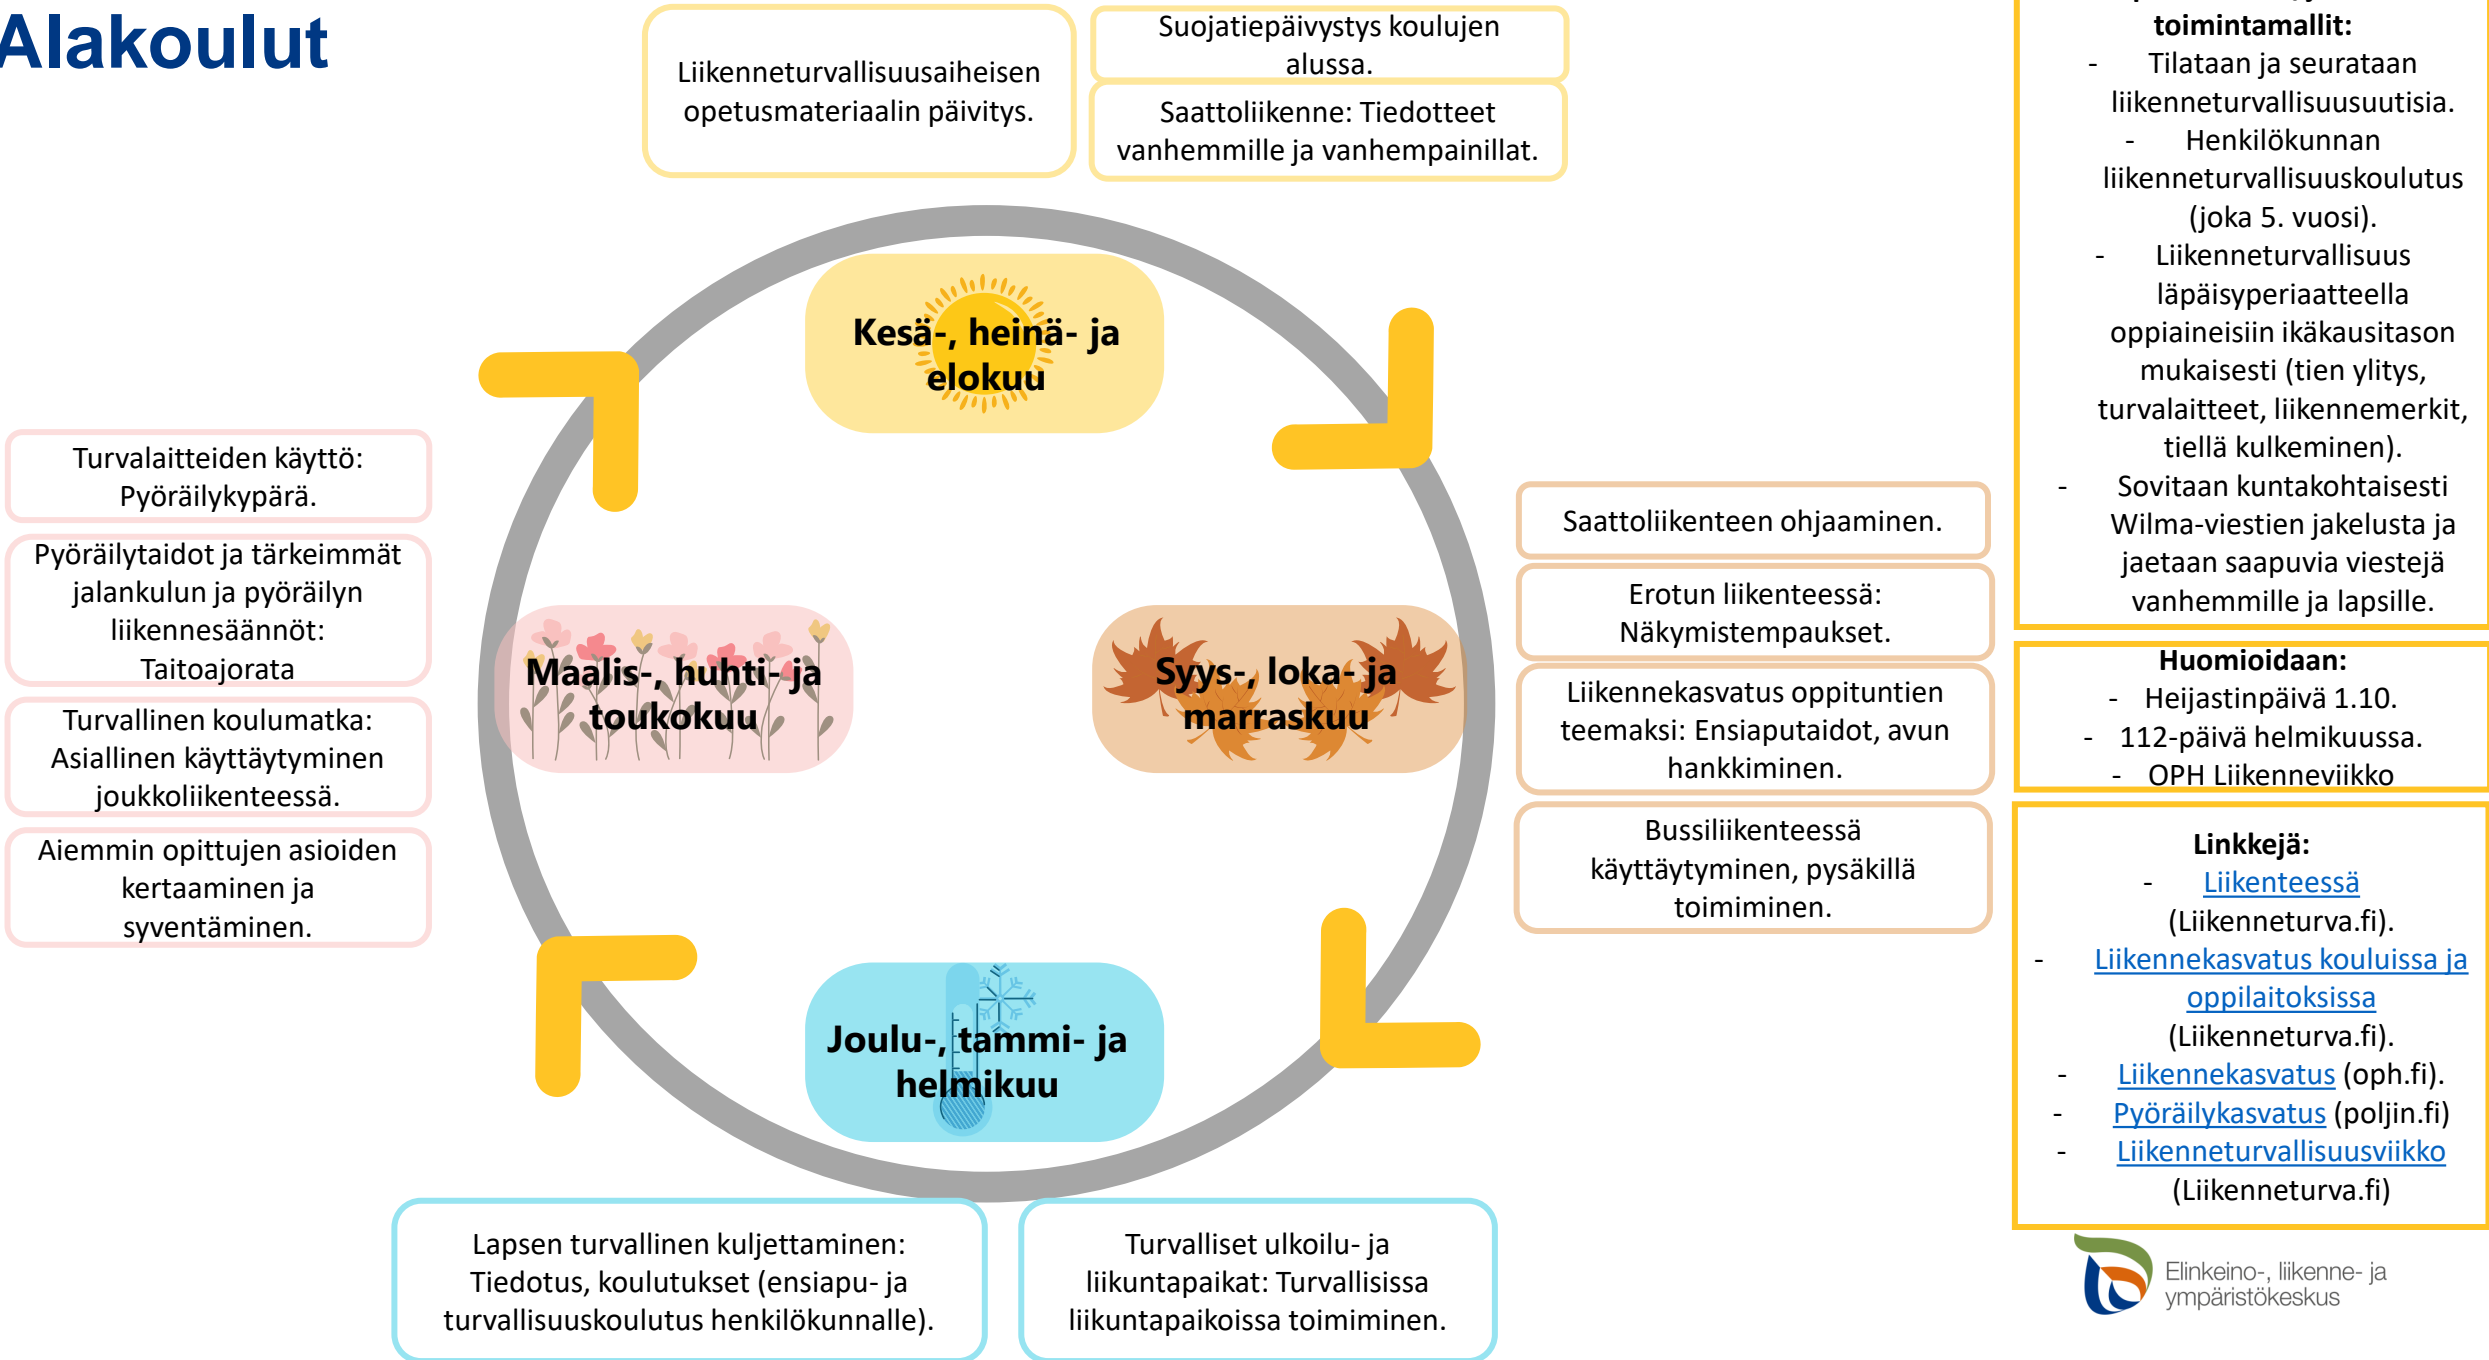 Alakoulut
Liikenneturvallisuusaiheisen
opetusmateriaalin päivitys.
Suojatiepäivystys koulujen
alussa.
Saattoliikenne: Tiedotteet
vanhemmille ja vanhempainillat.
Kesä-, heinä- ja
elokuu
Turvalaitteiden käyttö:
Pyöräilykypärä.
Pyöräilytaidot ja tärkeimmät
jalankulun ja pyöräilyn
liikennesäännöt:
Taitoajorata
Turvallinen koulumatka:
Asiallinen käyttäytyminen
joukkoliikenteessä.
Aiemmin opittujen asioiden
kertaaminen ja
syventäminen.
Maalis-, huhti- ja
toukokuu
Syys-, loka- ja
marraskuu
Saattoliikenteen ohjaaminen.
Erotun liikenteessä:
Näkymistempaukset.
Liikennekasvatus oppituntien
teemaksi: Ensiaputaidot, avun
hankkiminen.
Bussiliikenteessä
käyttäytyminen, pysäkillä
toimiminen.
Joulu-, tammi- ja
helmikuu
Lapsen turvallinen kuljettaminen:
Tiedotus, koulutukset (ensiapu- ja
turvallisuuskoulutus henkilökunnalle).
Turvalliset ulkoilu- ja
liikuntapaikat: Turvallisissa
liikuntapaikoissa toimiminen.
toimintamallit:
- Tilataan ja seurataan
liikenneturvallisuusuutisia.
- Henkilökunnan
liikenneturvallisuuskoulutus
(joka 5. vuosi).
- Liikenneturvallisuus
läpäisyperiaatteella
oppiaineisiin ikäkausitason
mukaisesti (tien ylitys,
turvalaitteet, liikennemerkit,
tiellä kulkeminen).
- Sovitaan kuntakohtaisesti
Wilma-viestien jakelusta ja
jaetaan saapuvia viestejä
vanhemmille ja lapsille.
Huomioidaan:
- Heijastinpäivä 1.10.
- 112-päivä helmikuussa.
- OPH Liikenneviikko
Linkkejä:
- Liikenteessä
(Liikenneturva.fi).
- Liikennekasvatus kouluissa ja
oppilaitoksissa
(Liikenneturva.fi).
- Liikennekasvatus (oph.fi).
- Pyöräilykasvatus (poljin.fi)
- Liikenneturvallisuusviikko
(Liikenneturva.fi)
Elinkeino-, liikenne- ja
ympäristökeskus